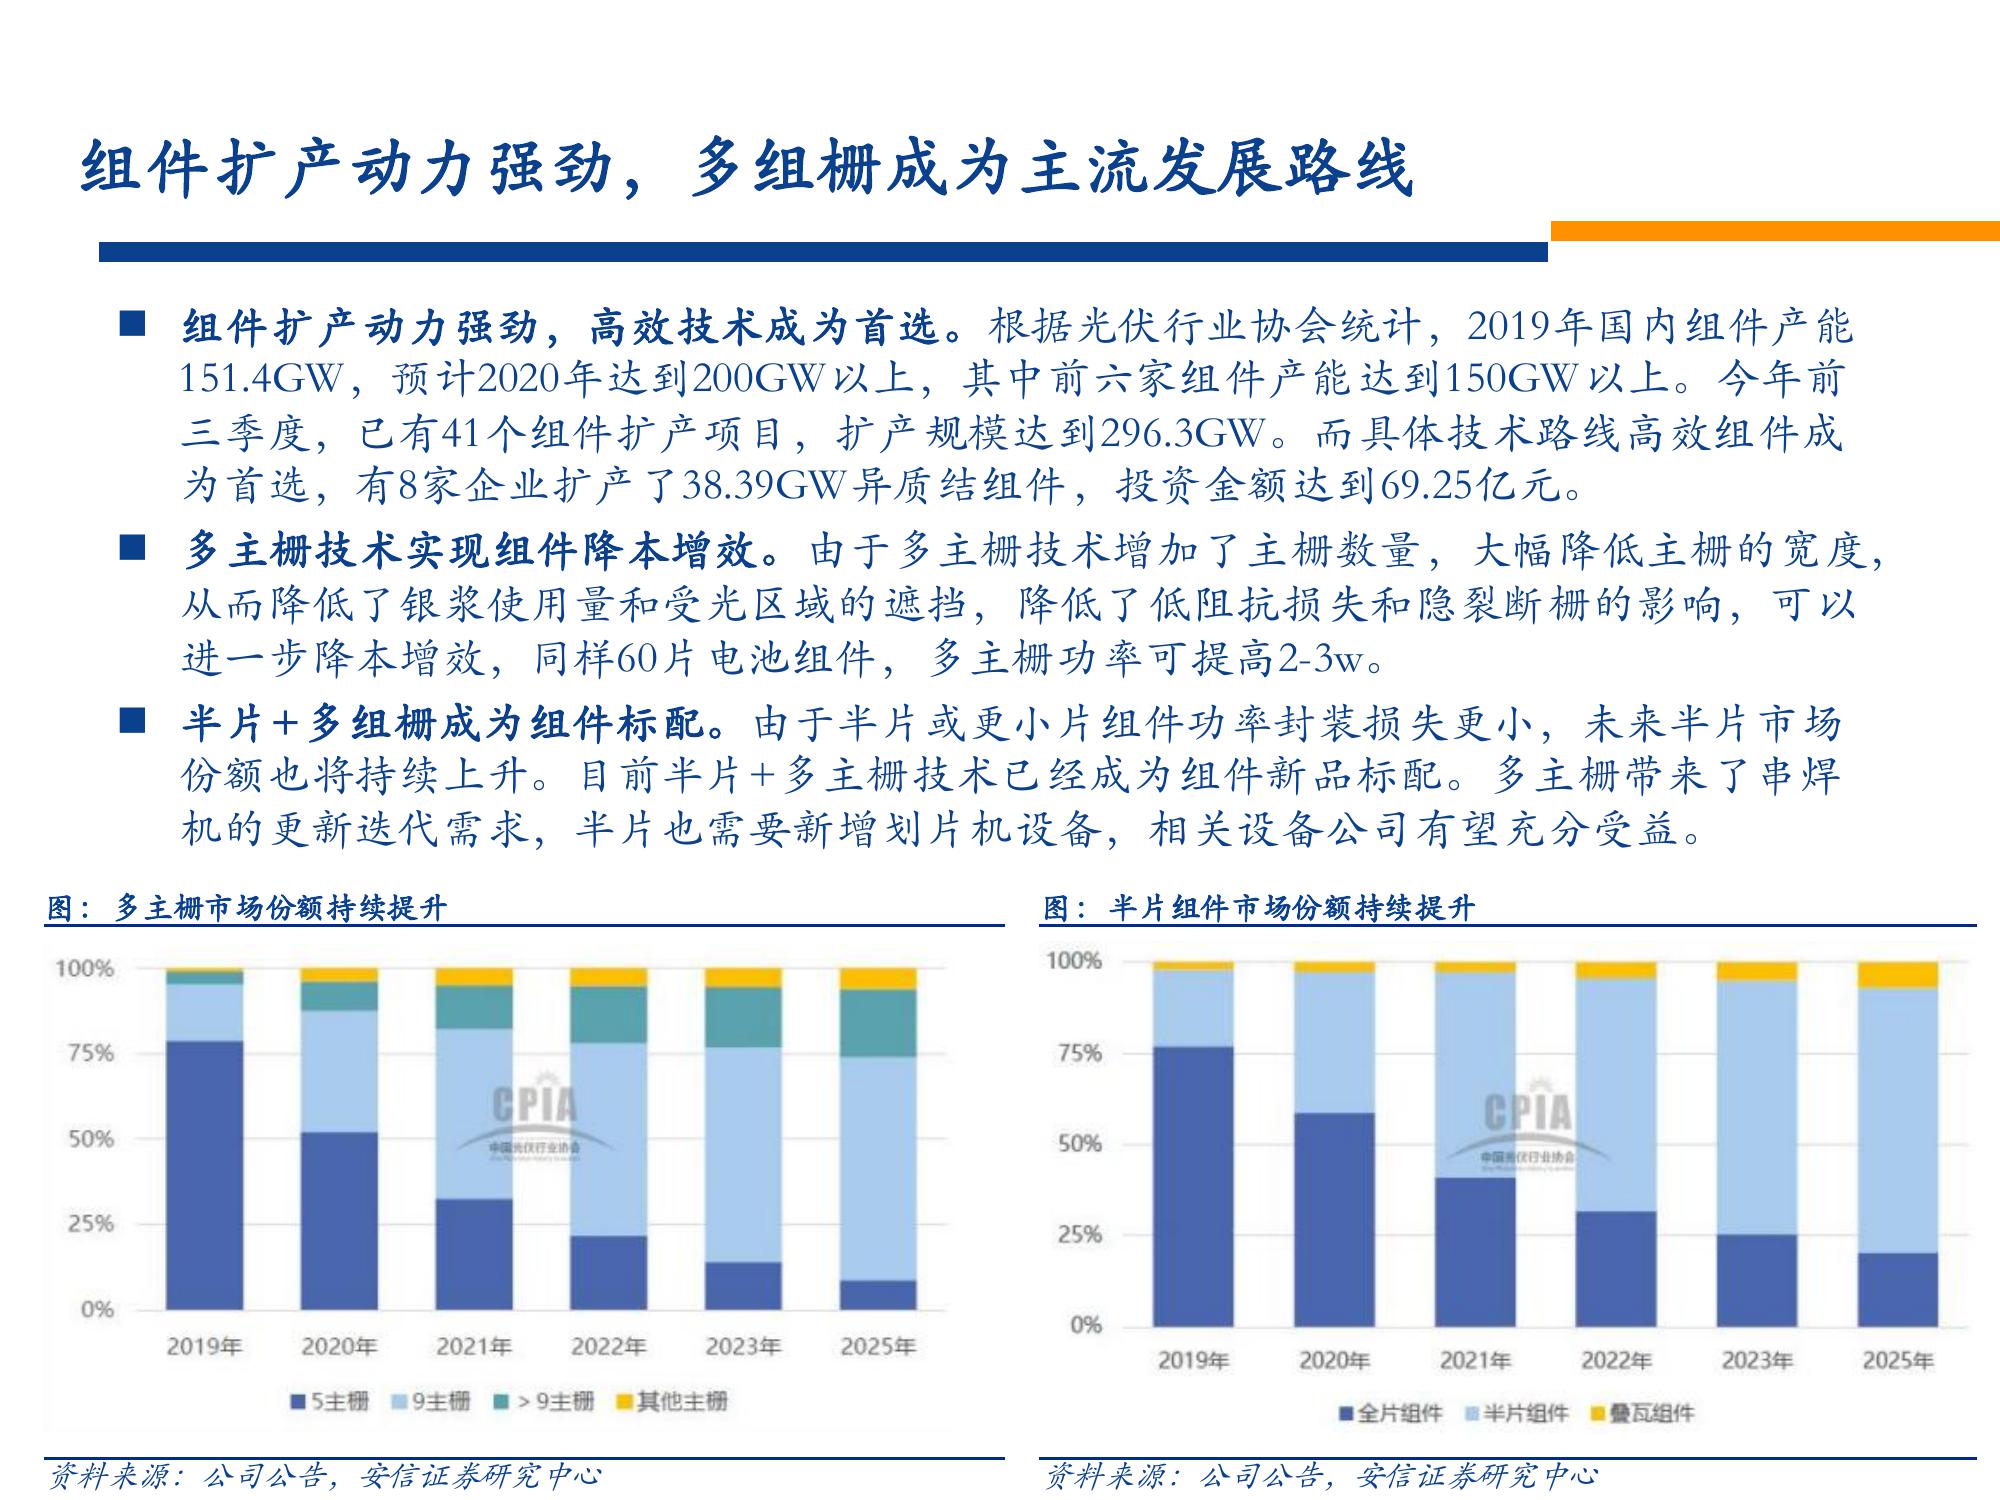 组件扩产动力强劲，多组栅成为主流发展路线
■ 组件扩产动力强劲，高效技术成为首选。根据光伏行业协会统计，2019年国内组件产能
151.4GW，预计2020年达到200GW以上，其中前六家组件产能达到150GW以上。今年前
三季度，已有41个组件扩产项目，扩产规模达到296.3GW。而具体技术路线高效组件成
为首选，有8家企业扩产了38.39GW异质结组件，投资金额达到69.25亿元。
■ 多主栅技术实现组件降本增效。由于多主栅技术增加了主栅数量，大幅降低主栅的宽度，
从而降低了银浆使用量和受光区域的遮挡，降低了低阻抗损失和隐裂断栅的影响，可以
进一步降本增效，同样60片电池组件，多主栅功率可提高2-3w。
■ 半片+多组栅成为组件标配。由于半片或更小片组件功率封装损失更小，未来半片市场
份额也将持续上升。目前半片+多主栅技术已经成为组件新品标配。多主栅带来了串焊
机的更新迭代需求，半片也需要新增划片机设备，相关设备公司有望充分受益。
图：多主栅市场份额持续提升
100%
75%
50%
25%
0%
CPIA
中国光伏行业协会
2019年 2020年 2021年 2022年 2023年 2025年
5主栅 9主栅 >9主栅 其他主栅
资料来源：公司公告，安信证券研究中心
图：半片组件市场份额持续提升
100%
75%
50%
25%
0%
CPIA
中国光伏行业协会
2019年 2020年 2021年 2022年 2023年 2025年
全片组件 半片组件 叠瓦组件
资料来源：公司公告，安信证券研究中心